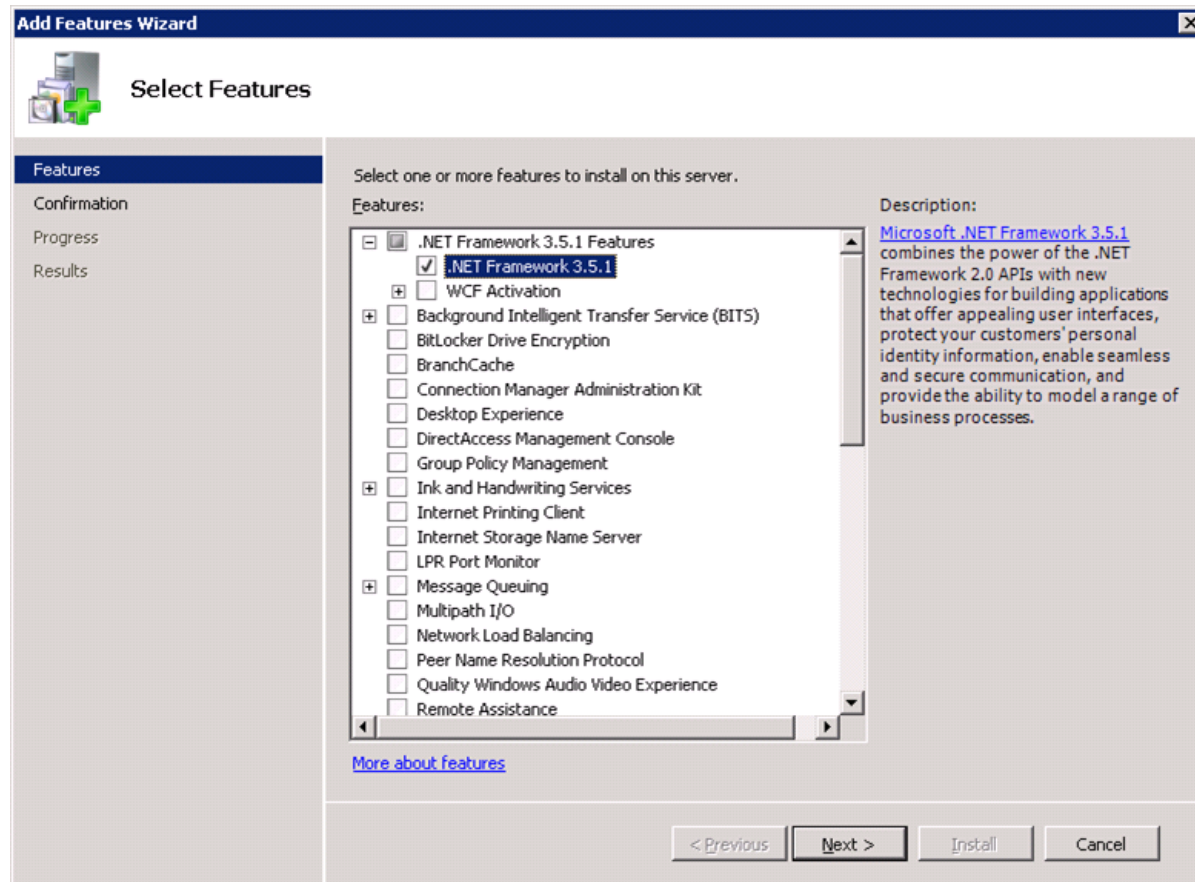 Add Features Wizard
Select Features
Features
Confirmation
Progress
Results
Select one or more features to install on this server.
Features:
.NET Framework 3.5.1 Features
.NET Framework 3.5.1
WCF Activation
Background Intelligent Transfer Service (BITS)
BitLocker Drive Encryption
BranchCache
Connection Manager Administration Kit
Desktop Experience
DirectAccess Management Console
Group Policy Management
Ink and Handwriting Services
Internet Printing Client
Internet Storage Name Server
LPR Port Monitor
Message Queuing
Multipath I/O
Network Load Balancing
Peer Name Resolution Protocol
Quality Windows Audio Video Experience
Remote Assistance
More about features
Description:
Microsoft .NET Framework 3.5.1
combines the power of the .NET
Framework 2.0 APIs with new
technologies for building applications
that offer appealing user interfaces,
protect your customers' personal
identity information, enable seamless
and secure communication, and
provide the ability to model a range of
business processes.
< Previous
Next >
Install
Cancel